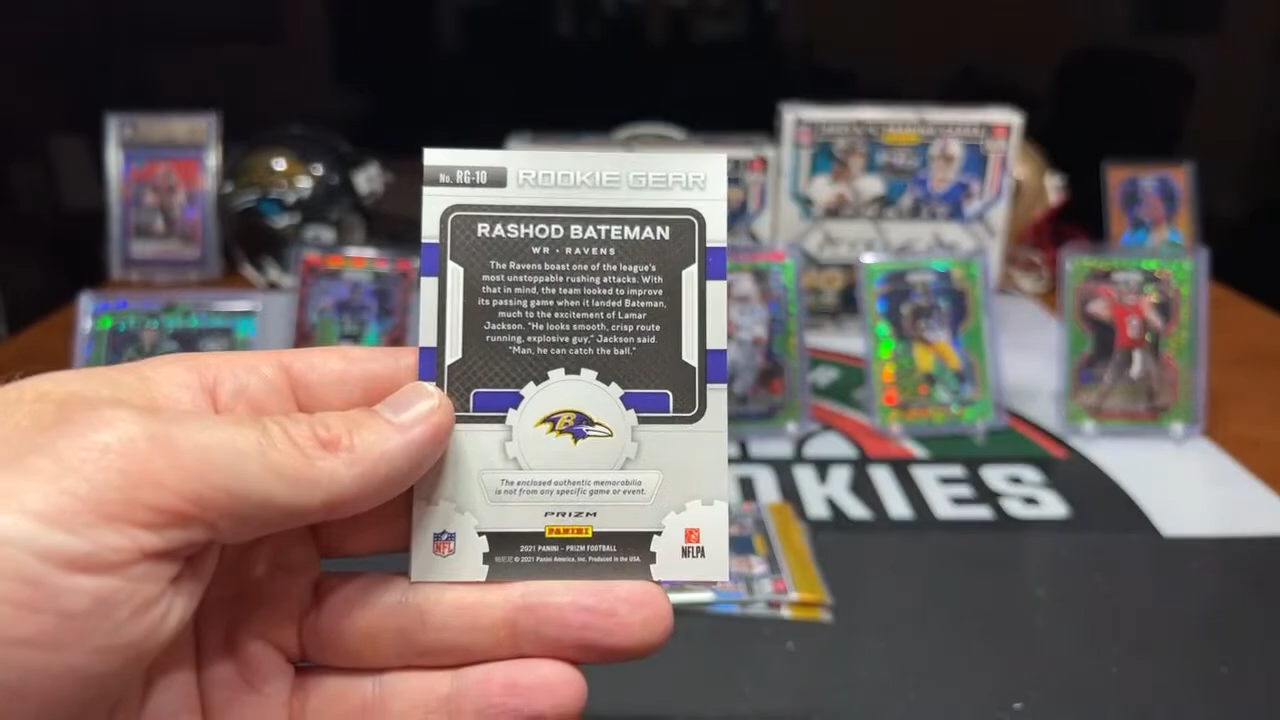 No. RG-10 ROOKIE GEAR
RASHOD BATEMAN
WR • RAVENS
The Ravens boast one of the league's
most unstoppable rushing attacks. With
that in mind, the team looked to improve
its passing game when it landed Bateman,
much to the excitement of Lamar
Jackson. "He looks smooth, crisp route
running, explosive guy," Jackson said.
"Man, he can catch the ball."
B
The enclosed authentic memorabilia
is not from any specific game or event.
PRIZM
PANINI
NFL
NFLPA
2021 PANINI – PRIZM FOOTBALL
© 2021 Panini America, Inc. Produced in the USA.
OKIES